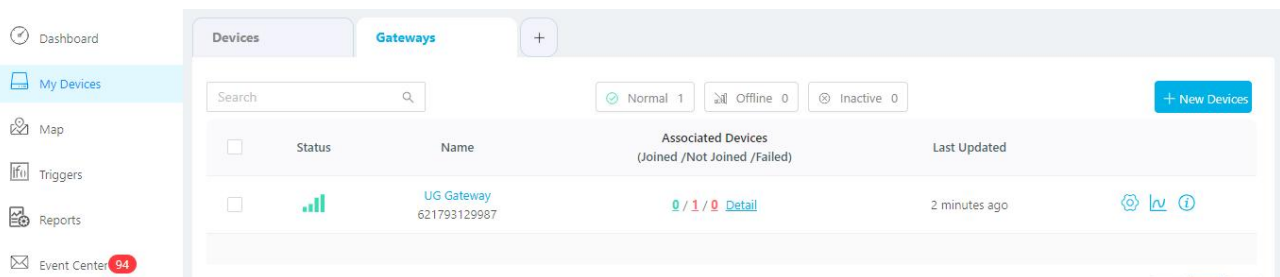 Dashboard
My Devices
Map
Triggers
Reports
Event Center 94
Devices Gateways +
Search Normal 1 Offline 0 Inactive 0 + New Devices
Status Name Associated Devices Last Updated
(Joined /Not Joined /Failed)
UG Gateway
621793129987
0 / 1 / 0 Detail 2 minutes ago